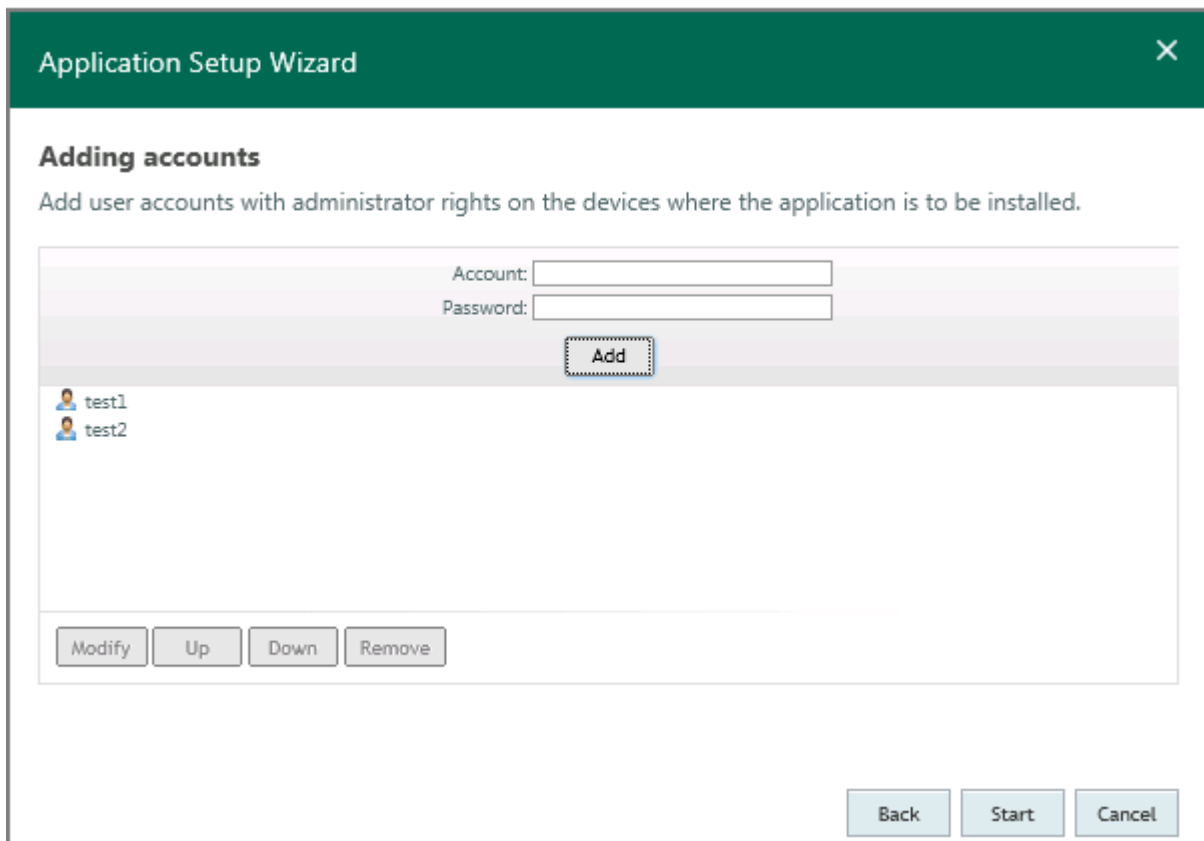 Application Setup Wizard
Adding accounts
Add user accounts with administrator rights on the devices where the application is to be installed.
Account:
Password:
Add
test1
test2
Modify Up Down Remove
Back Start Cancel